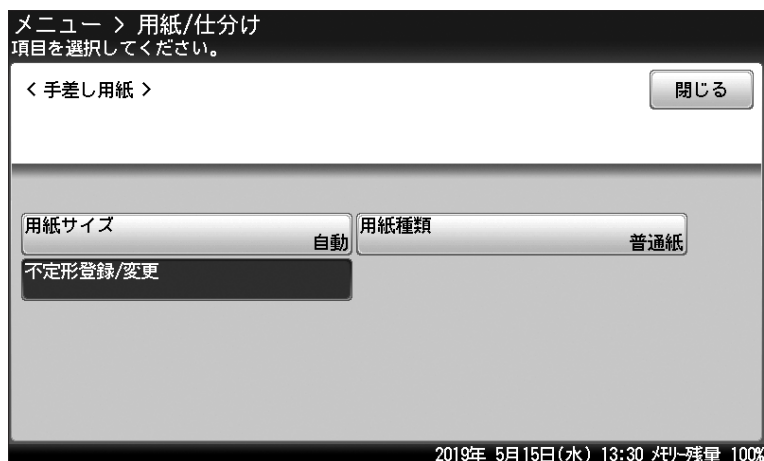 メニュー > 用紙/仕分け
項目を選択してください。
< 手差し用紙 >
閉じる
用紙サイズ
自動
用紙種類
普通紙
不定形登録/変更
2019年 5月15日(水) 13:30 ﾒﾓﾘｰ残量 100%